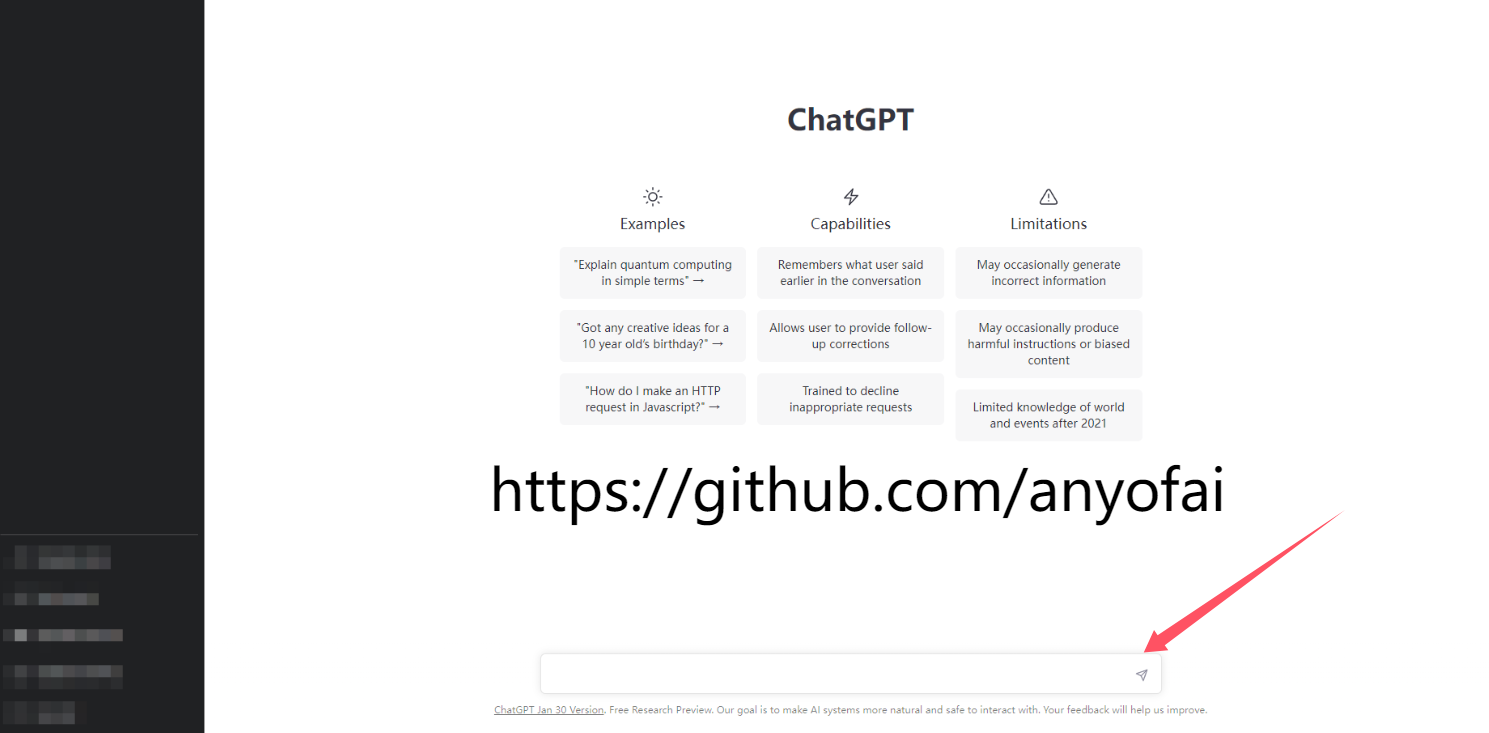 ChatGPT
Examples
"Explain quantum computing
in simple terms" →
"Got any creative ideas for a
10 year old's birthday?" →
"How do I make an HTTP
request in Javascript?" →
Capabilities
Remembers what user said
earlier in the conversation
Allows user to provide follow-
up corrections
Trained to decline
inappropriate requests
Limitations
May occasionally generate
incorrect information
May occasionally produce
harmful instructions or biased
content
Limited knowledge of world
and events after 2021
https://github.com/anyofai
ChatGPT Jan 30 Version. Free Research Preview. Our goal is to make AI systems more natural and safe to interact with. Your feedback will help us improve.